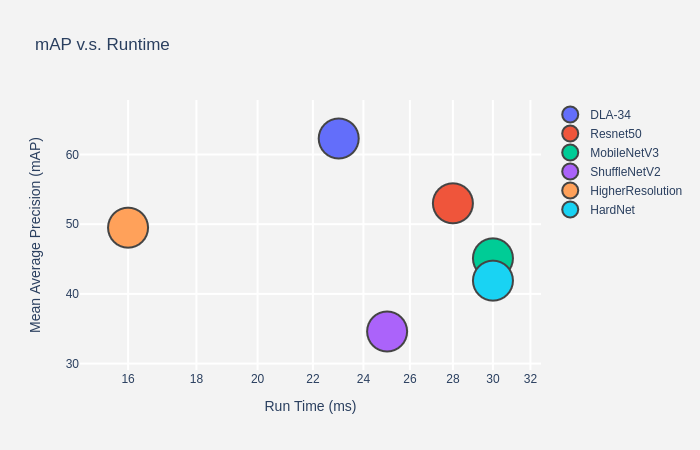 mAP v.s. Runtime
DLA-34
Resnet50
MobileNetV3
ShuffleNetV2
HigherResolution
HardNet
Mean Average Precision (mAP)
60
50
40
30
16 18 20 22 24 26 28 30 32
Run Time (ms)